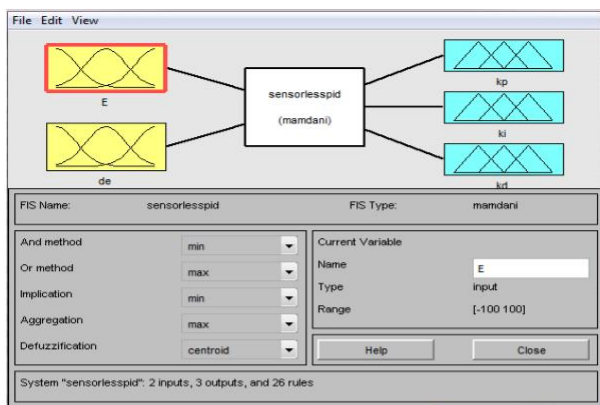 File Edit View
E
de
sensorlesspid
(mamdani)
kp
ki
kd
FIS Name: sensorlesspid FIS Type: mamdani
And method min
Or method max
Implication min
Aggregation max
Defuzzification centroid
Current Variable
Name E
Type input
Range [-100 100]
Help Close
System "sensorlesspid": 2 inputs, 3 outputs, and 26 rules